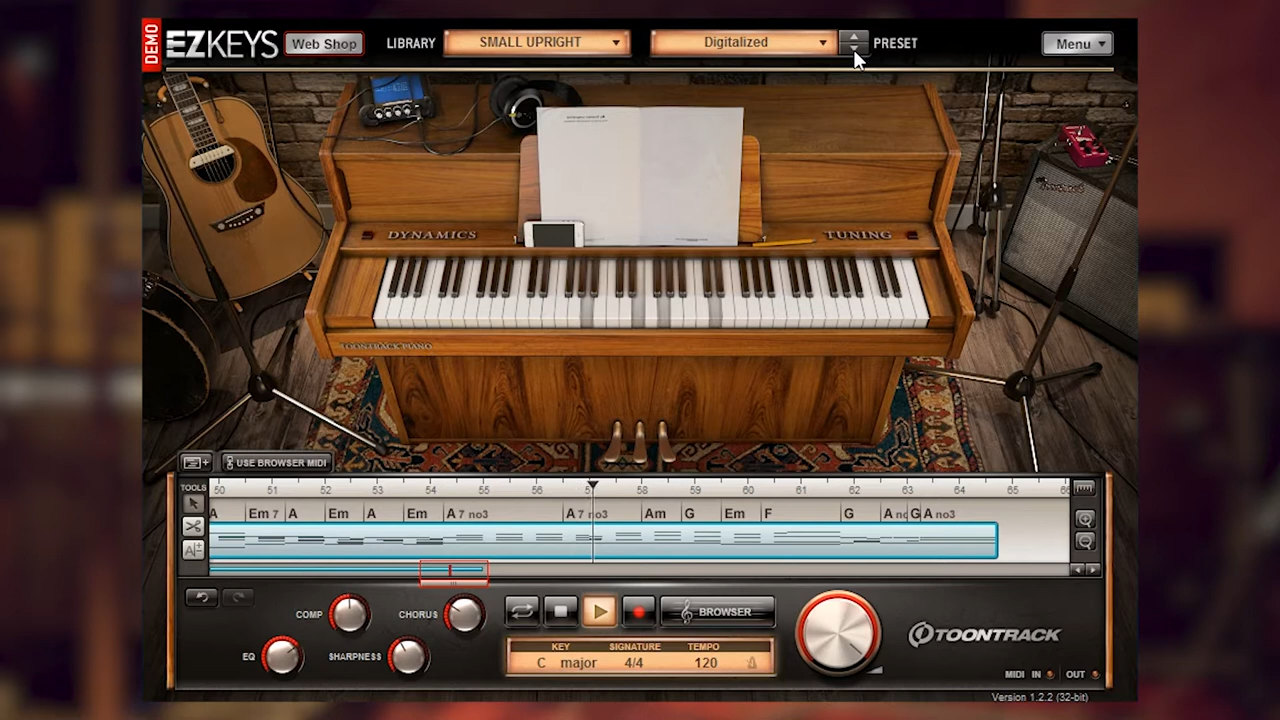 DEMO
EZKEYS
Web Shop
LIBRARY
SMALL UPRIGHT
Digitalized
PRESET
Menu
DYNAMICS
TUNING
TOONTRACK PIANO
USE BROWSER MIDI
TOOLS
50 51 52 53 54 55 56 58 59 60 61 62 63 64 65
A Em 7 A Em A Em A 7 no3 A 7 no3 Am G Em F G A G A no3
COMP
CHORUS
BROWSER
EQ
SHARPNESS
KEY SIGNATURE TEMPO
C major 4/4 120
TOONTRACK
MIDI IN OUT
Version 1.2.2 (32-bit)